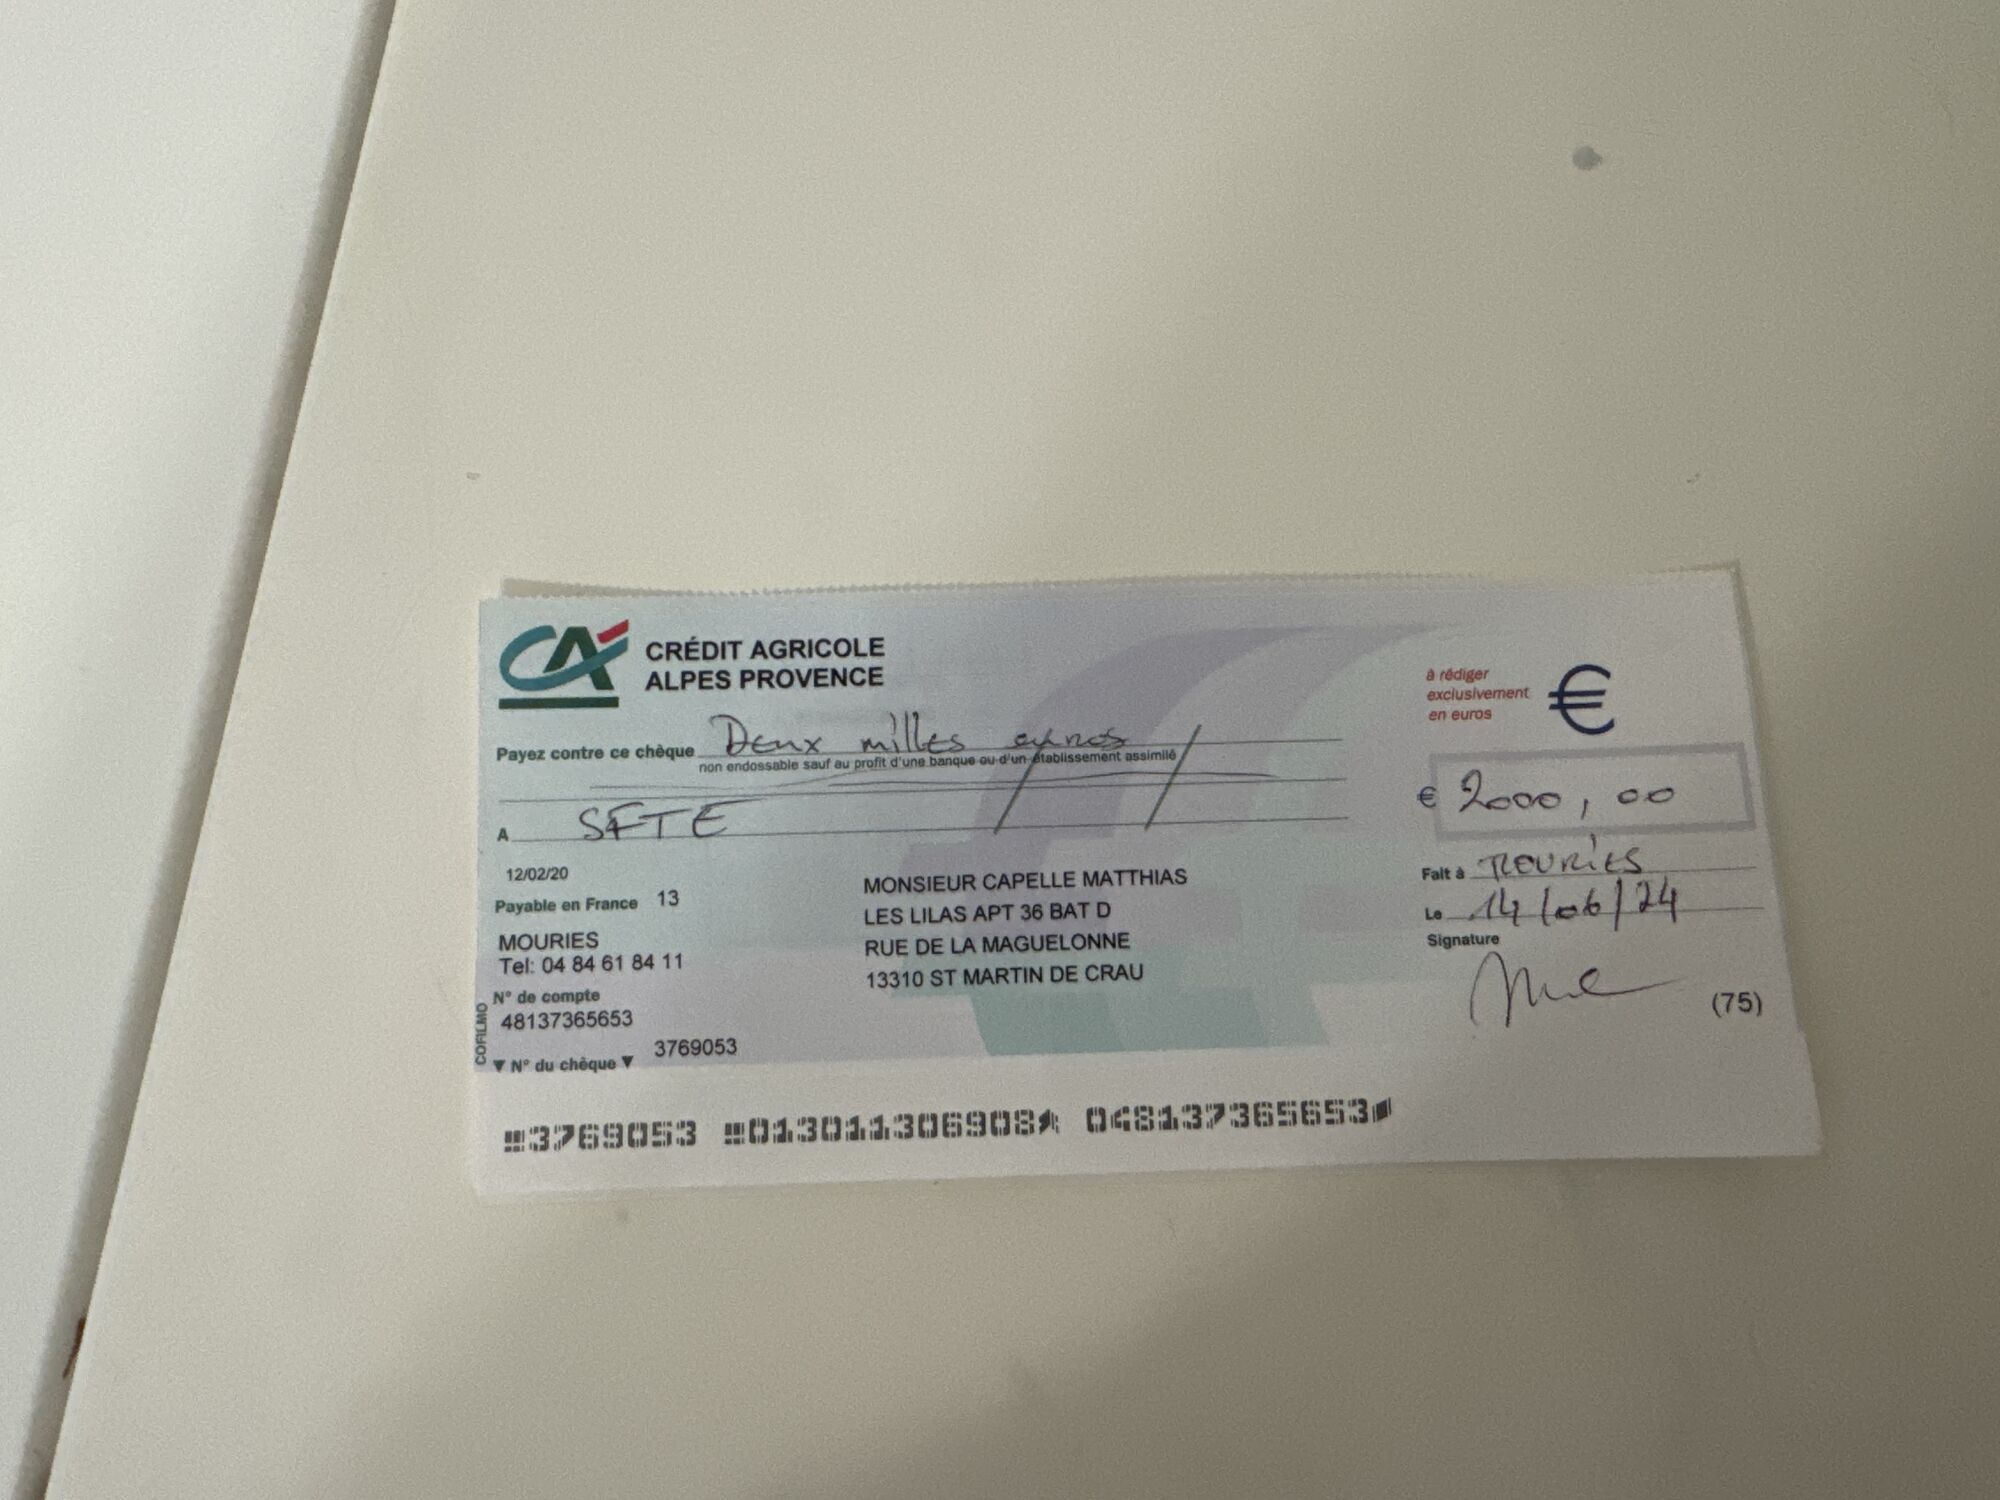 CA CRÉDIT AGRICOLE
ALPES PROVENCE
à rédiger
exclusivement
en euros
€
Payez contre ce chèque Deux milles euros
non endossable sauf au profit d'une banque ou d'un établissement assimilé
€ 2000,00
A SFTE
Fait à
Le 14/06/24
Signature
12/02/20
Payable en France 13
MOURIES
Tel: 04 84 61 84 11
N° de compte
48137365653
▼ N° du chèque ▼ 3769053
COFILMO
MONSIEUR CAPELLE MATTHIAS
LES LILAS APT 36 BAT D
RUE DE LA MAGUELONNE
13310 ST MARTIN DE CRAU
(75)
⑈3769053 ⑈013011306908⑆ 048137365653⑉